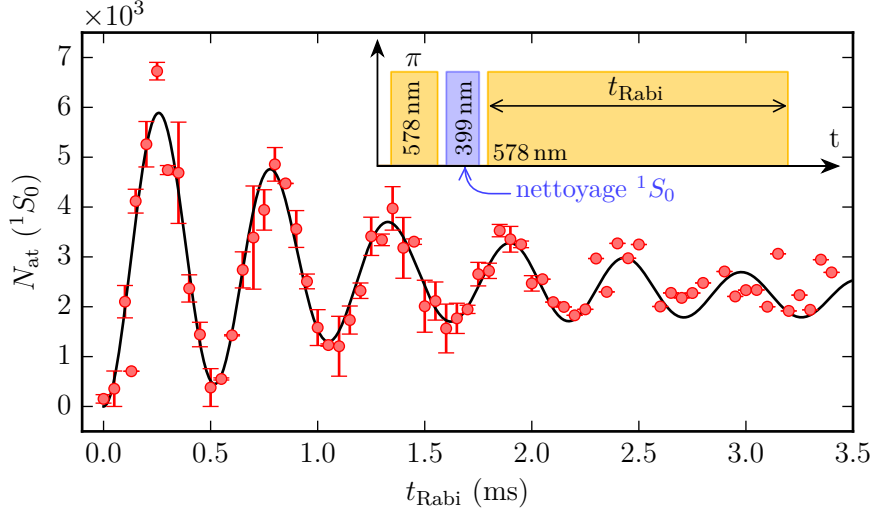 ×10³
7
6
5
4
3
2
1
0
N_at (¹S₀)
π
578 nm
399 nm
t_Rabi
578 nm
t
nettoyage ¹S₀
0.0 0.5 1.0 1.5 2.0 2.5 3.0 3.5
t_Rabi (ms)